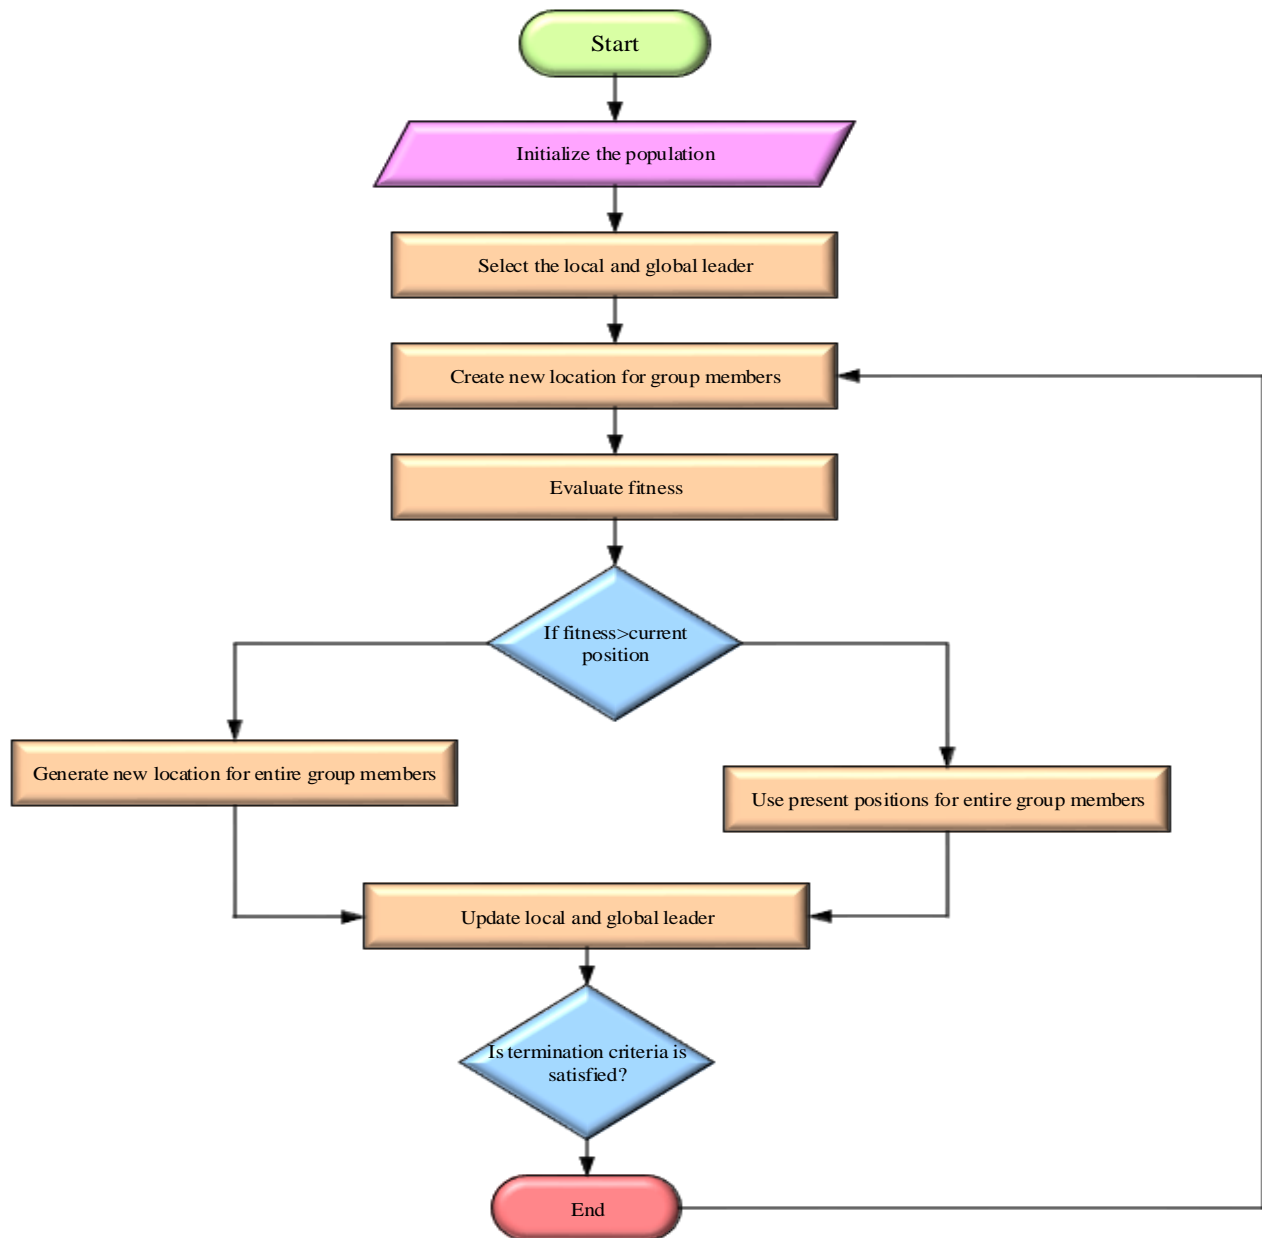 Start
Initialize the population
Select the local and global leader
Create new location for group members
Evaluate fitness
If fitness>current
position
Generate new location for entire group members
Use present positions for entire group members
Update local and global leader
Is termination criteria is
satisfied?
End